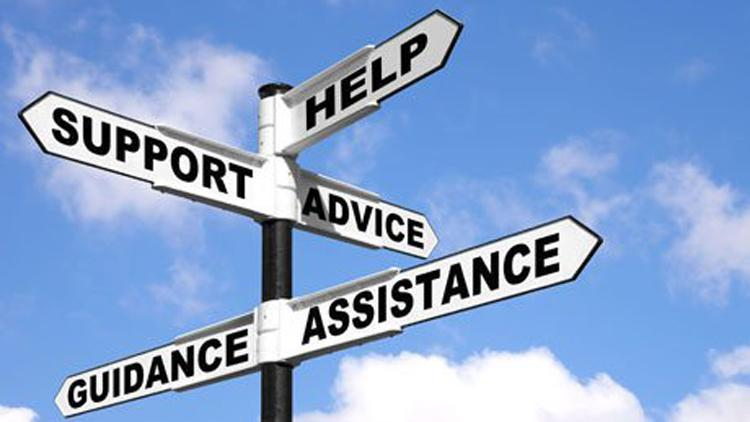 HELP
SUPPORT
ADVICE
ASSISTANCE
GUIDANCE